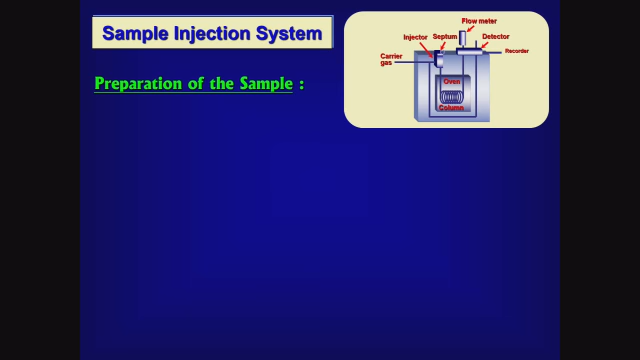 Sample Injection System
Preparation of the Sample :
Flow meter
Injector
Septum
Detector
Recorder
Carrier
gas
Oven
Column